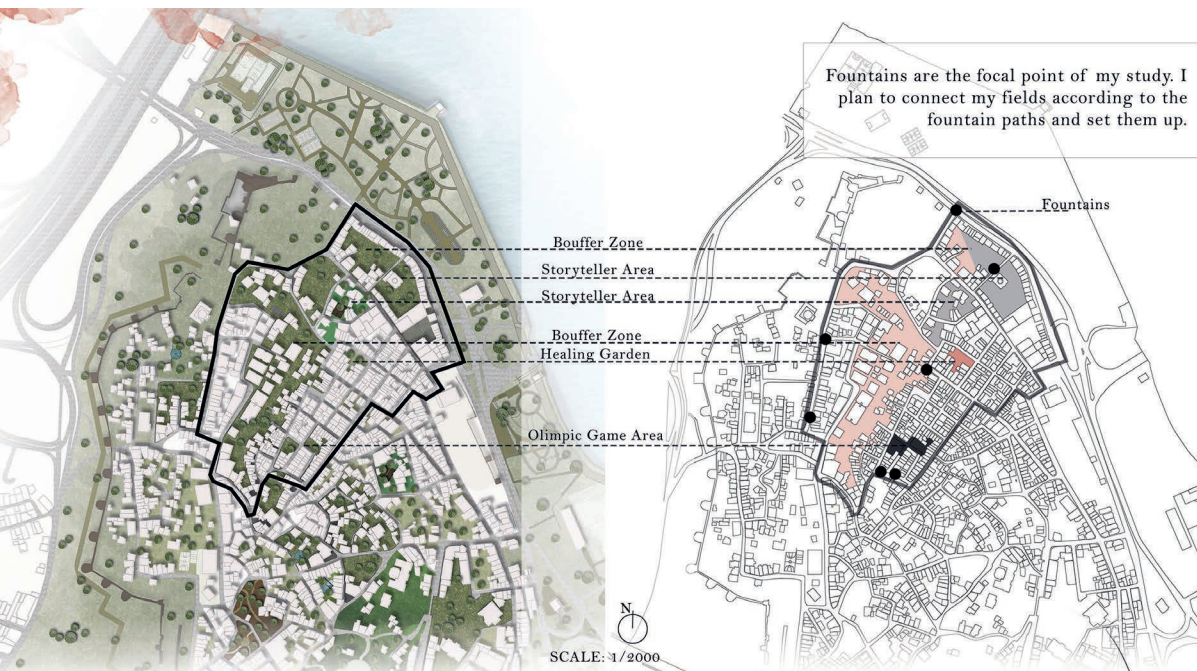 Fountains are the focal point of my study. I
plan to connect my fields according to the
fountain paths and set them up.
Fountains
Bouffer Zone
Storyteller Area
Storyteller Area
Bouffer Zone
Healing Garden
Olimpic Game Area
N
SCALE: 1/2000